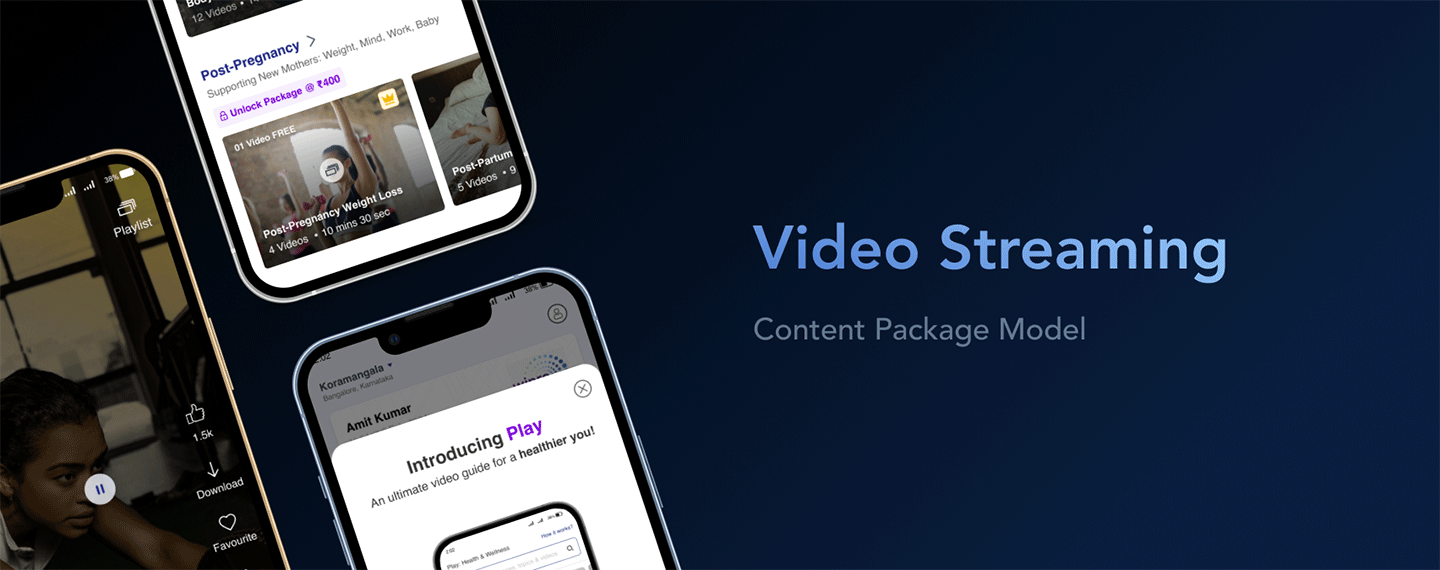 12 Videos •
Post-Pregnancy >
Supporting New Mothers: Weight, Mind, Work, Baby
Unlock Package @ ₹400
01 Video FREE
Post-Pregnancy Weight Loss
4 Videos • 10 mins 30 sec
Post-Partum
5 Videos • 9
38%
Playlist
1.5k
Download
Favourite
2:02
38%
Koramangala
Bangalore, Karnataka
Amit Kumar
Introducing Play
An ultimate video guide for a healthier you!
2:02
How it works?
Play: Health & Wellness
topics & videos
Video Streaming
Content Package Model